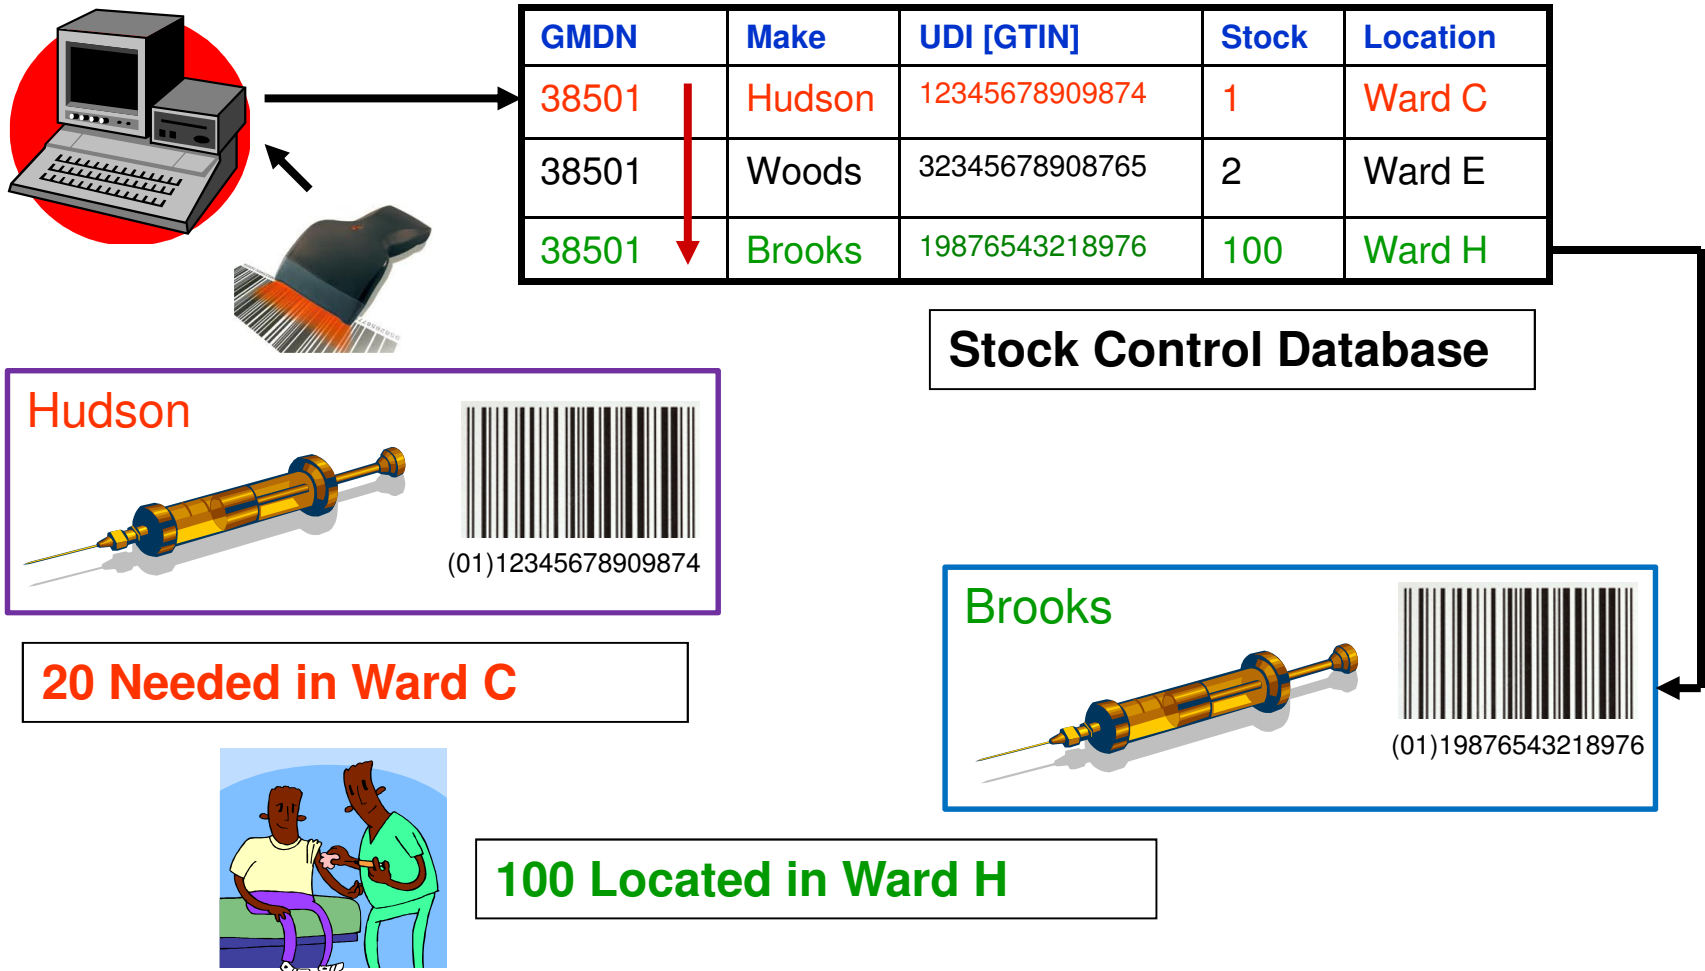 GMDN Make UDI [GTIN] Stock Location
38501 Hudson 12345678909874 1 Ward C
38501 Woods 32345678908765 2 Ward E
38501 Brooks 19876543218976 100 Ward H
Stock Control Database
Hudson
(01)12345678909874
20 Needed in Ward C
Brooks
(01)19876543218976
100 Located in Ward H